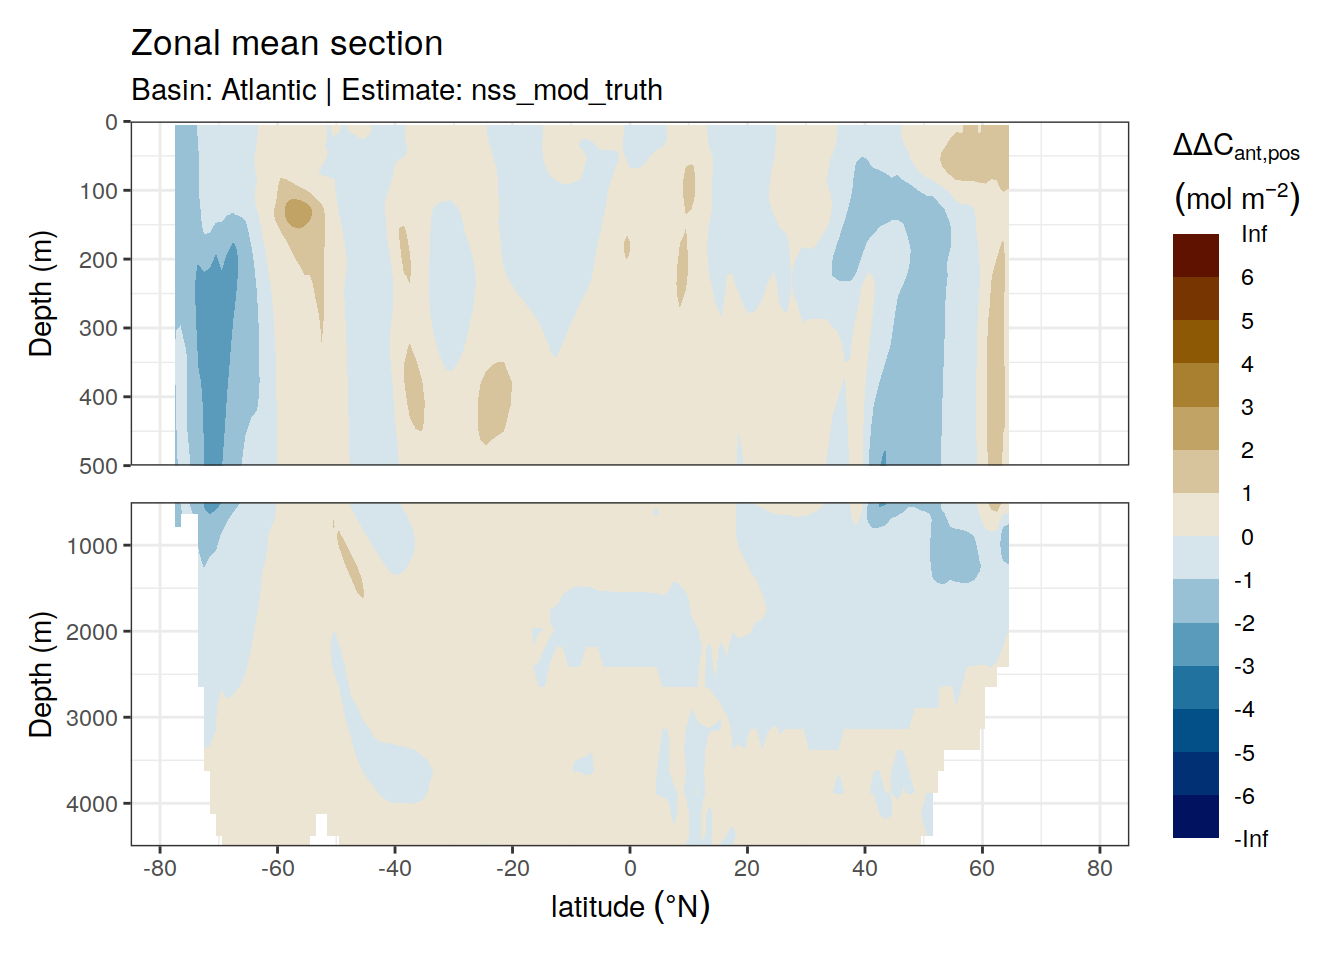 Zonal mean section
Basin: Atlantic | Estimate: nss_mod_truth
Depth (m)
0
100
200
300
400
500
Depth (m)
1000
2000
3000
4000
-80 -60 -40 -20 0 20 40 60 80
latitude (°N)
ΔΔC_ant,pos
(mol m⁻²)
Inf
6
5
4
3
2
1
0
-1
-2
-3
-4
-5
-6
-Inf